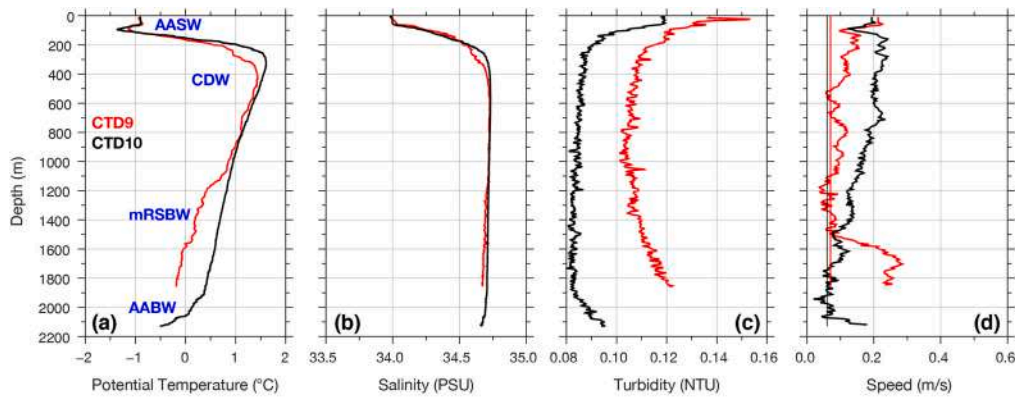 0
200
400
600
800
1000
1200
1400
1600
1800
2000
2200
Depth (m)
AASW
CDW
CTD9
CTD10
mRSBW
AABW
(a)
−2 −1 0 1 2
Potential Temperature (°C)
(b)
33.5 34.0 34.5 35.0
Salinity (PSU)
(c)
0.08 0.10 0.12 0.14 0.16
Turbidity (NTU)
(d)
0.0 0.2 0.4 0.6
Speed (m/s)